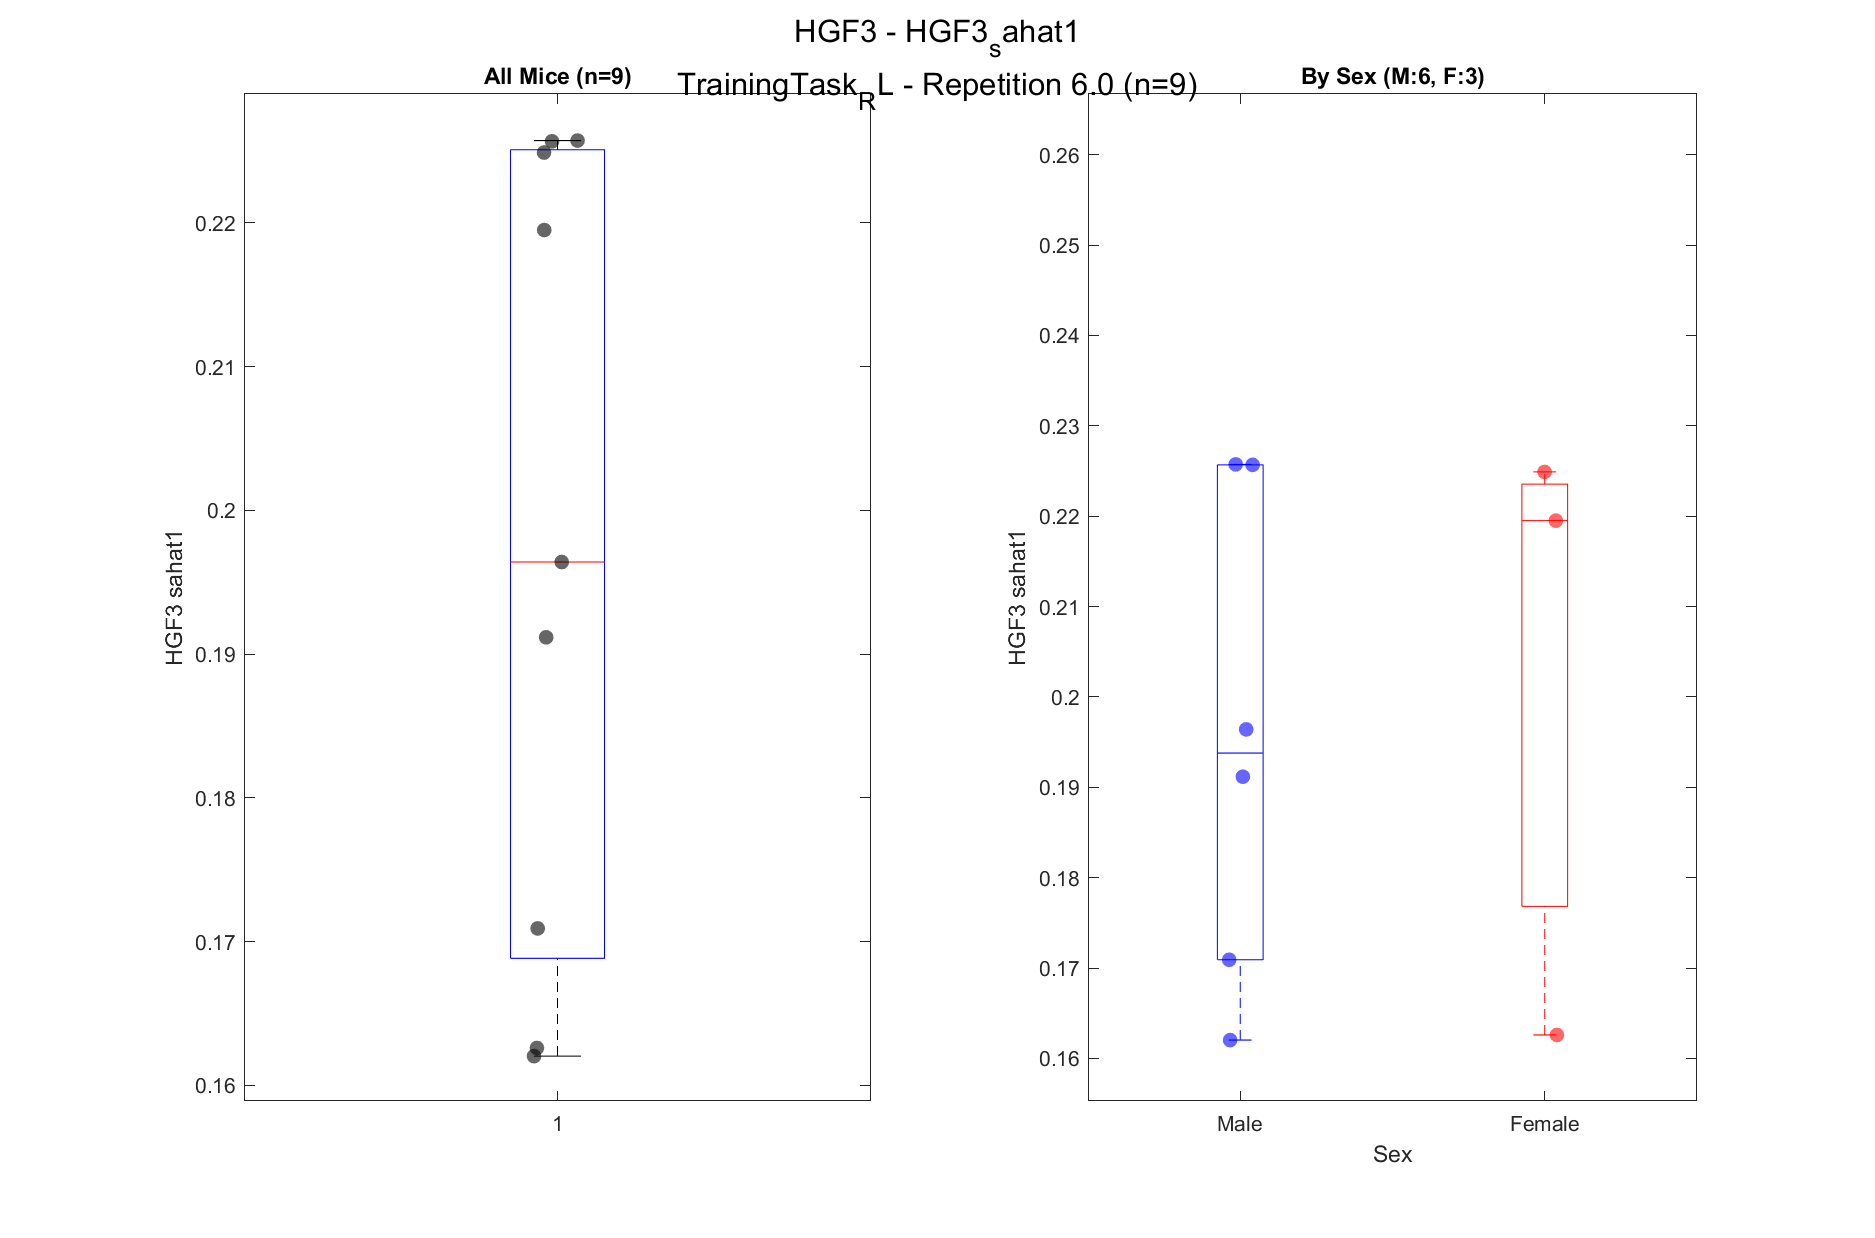 HGF3 - HGF3sahat1
TrainingTaskRL - Repetition 6.0 (n=9)
All Mice (n=9)
0.22
0.21
0.2
0.19
0.18
0.17
0.16
HGF3 sahat1
1
By Sex (M:6, F:3)
0.26
0.25
0.24
0.23
0.22
0.21
0.2
0.19
0.18
0.17
0.16
HGF3 sahat1
Male Female
Sex